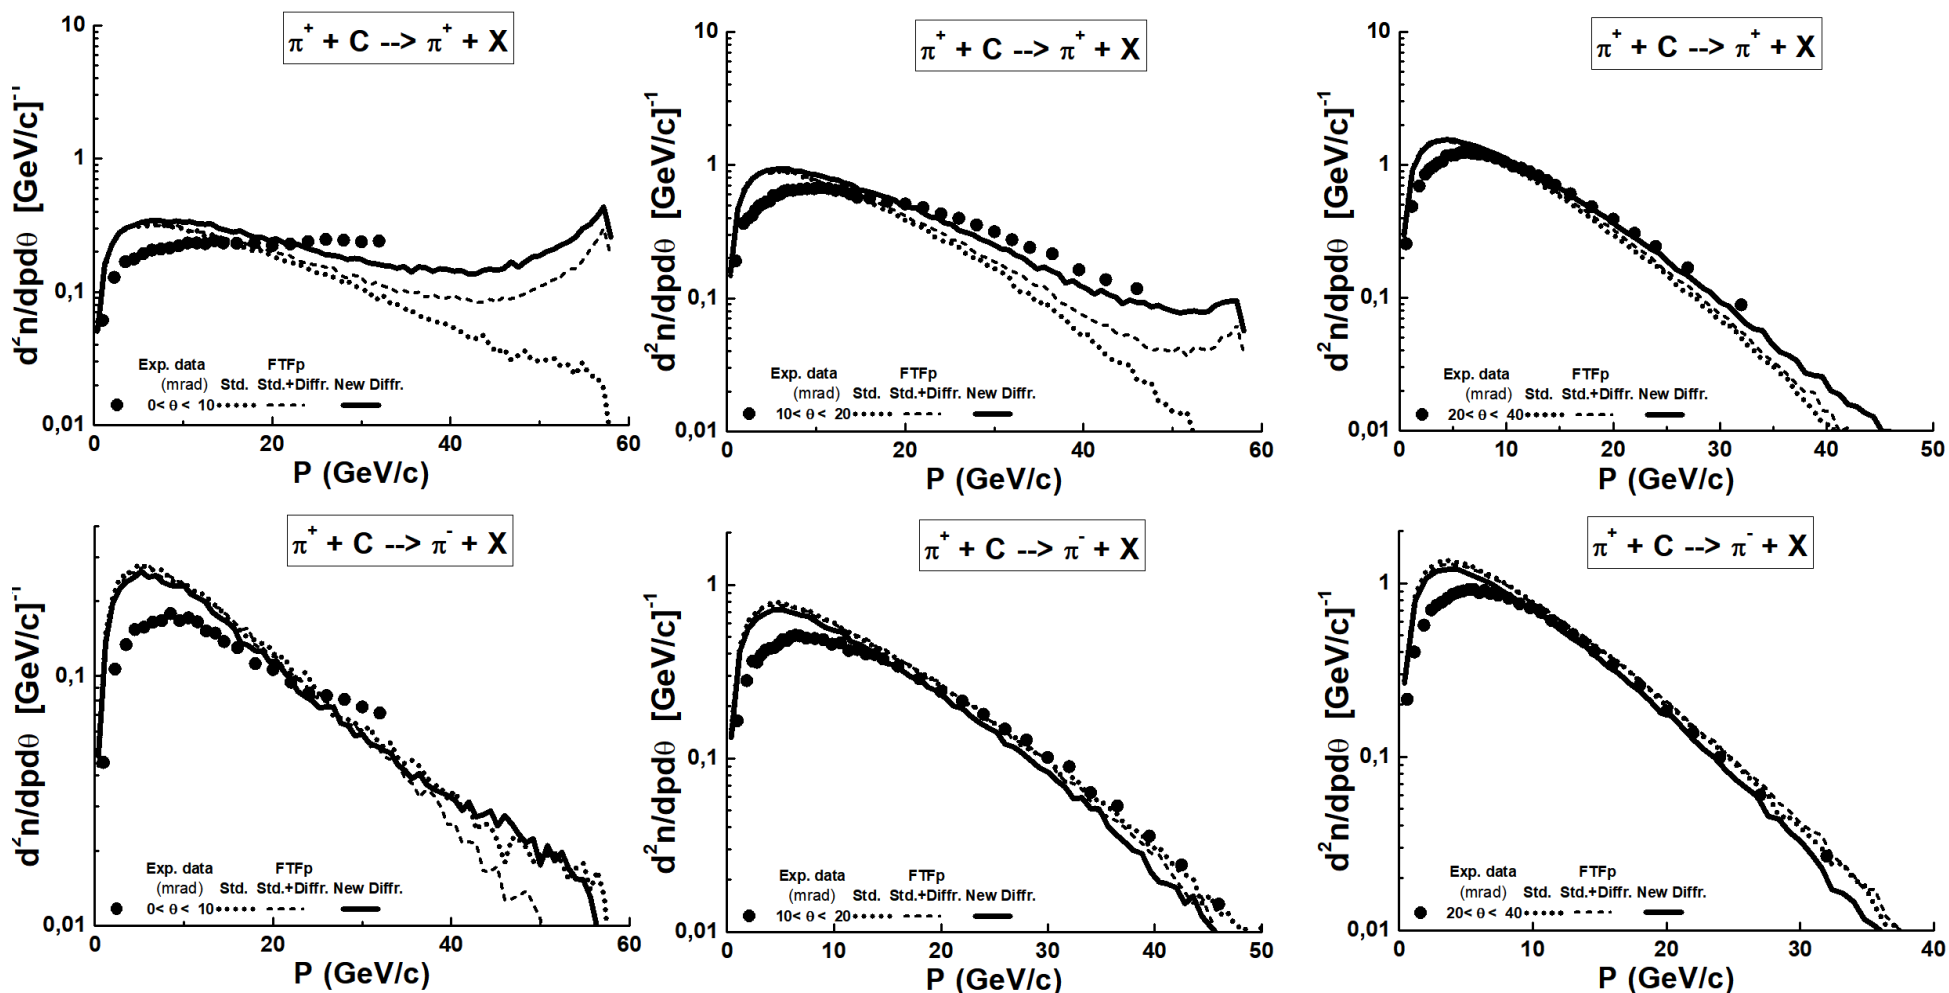 π⁺ + C --> π⁺ + X
d²n/dpdθ [GeV/c]⁻¹
10
1
0,1
0,01
Exp. data FTFp
(mrad) Std. Std.+Diffr. New Diffr.
0< θ < 10
0 20 40 60
P (GeV/c)
π⁺ + C --> π⁺ + X
d²n/dpdθ [GeV/c]⁻¹
10
1
0,1
0,01
Exp. data FTFp
(mrad) Std. Std.+Diffr. New Diffr.
10< θ < 20
0 20 40 60
P (GeV/c)
π⁺ + C --> π⁺ + X
d²n/dpdθ [GeV/c]⁻¹
10
1
0,1
0,01
Exp. data FTFp
(mrad) Std. Std.+Diffr. New Diffr.
20< θ < 40
0 10 20 30 40 50
P (GeV/c)
π⁺ + C --> π⁻ + X
d²n/dpdθ [GeV/c]⁻¹
0,1
0,01
Exp. data FTFp
(mrad) Std. Std.+Diffr. New Diffr.
0< θ < 10
0 20 40 60
P (GeV/c)
π⁺ + C --> π⁻ + X
d²n/dpdθ [GeV/c]⁻¹
1
0,1
0,01
Exp. data FTFp
(mrad) Std. Std.+Diffr. New Diffr.
10< θ < 20
0 10 20 30 40 50
P (GeV/c)
π⁺ + C --> π⁻ + X
d²n/dpdθ [GeV/c]⁻¹
1
0,1
0,01
Exp. data FTFp
(mrad) Std. Std.+Diffr. New Diffr.
20< θ < 40
0 10 20 30 40
P (GeV/c)